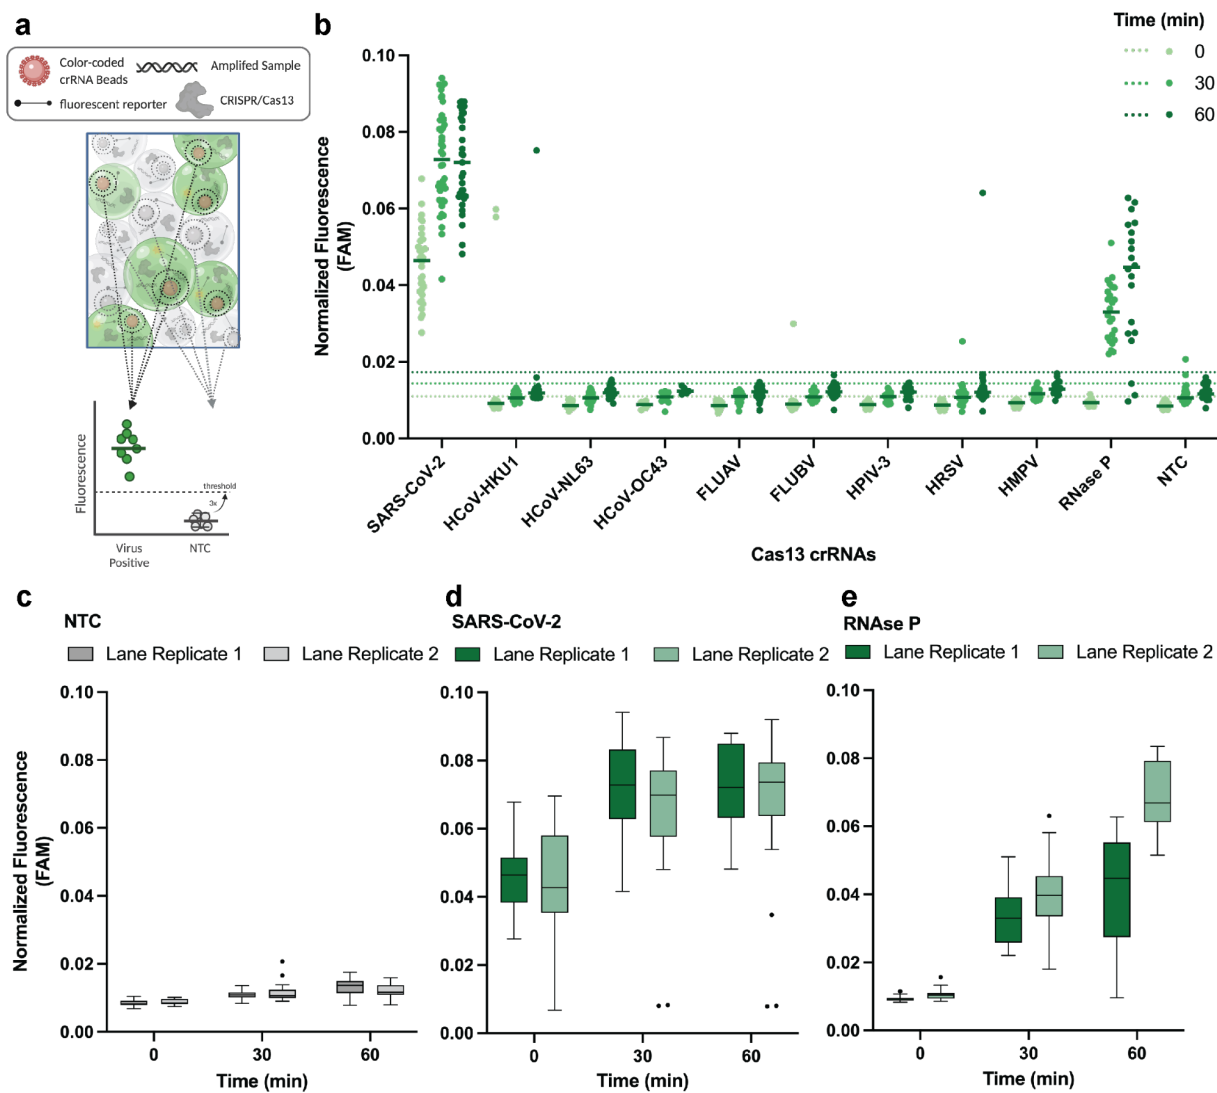 a
Color-coded
crRNA Beads
Amplifed Sample
fluorescent reporter
CRISPR/Cas13
Fluorescence
threshold
3x
Virus
Positive
NTC
b
Time (min)
0
30
60
Normalized Fluorescence
(FAM)
0.10
0.08
0.06
0.04
0.02
0.00
SARS-CoV-2
HCoV-HKU1
HCoV-NL63
HCoV-OC43
FLUAV
FLUBV
HPIV-3
HRSV
HMPV
RNase P
NTC
Cas13 crRNAs
c
NTC
Lane Replicate 1
Lane Replicate 2
Normalized Fluorescence
(FAM)
0.10
0.08
0.06
0.04
0.02
0.00
0 30 60
Time (min)
d
SARS-CoV-2
Lane Replicate 1
Lane Replicate 2
0.10
0.08
0.06
0.04
0.02
0.00
0 30 60
Time (min)
e
RNAse P
Lane Replicate 1
Lane Replicate 2
0.10
0.08
0.06
0.04
0.02
0.00
0 30 60
Time (min)